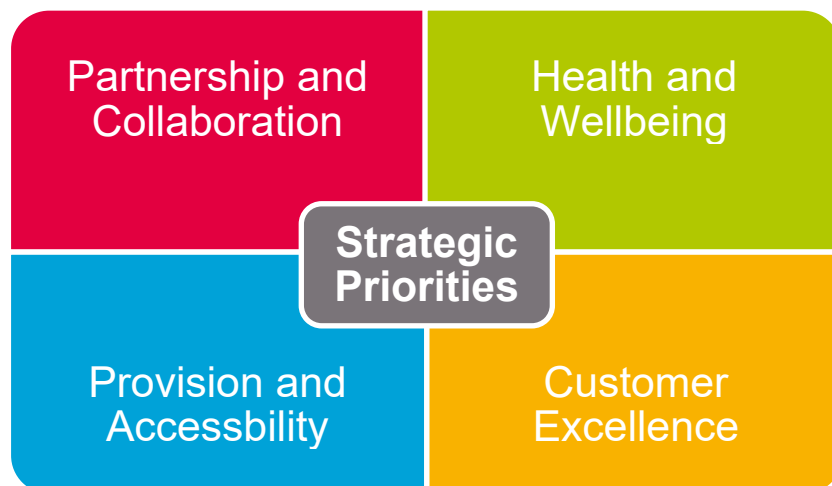 Partnership and
Collaboration
Health and
Wellbeing
Strategic
Priorities
Provision and
Accessbility
Customer
Excellence